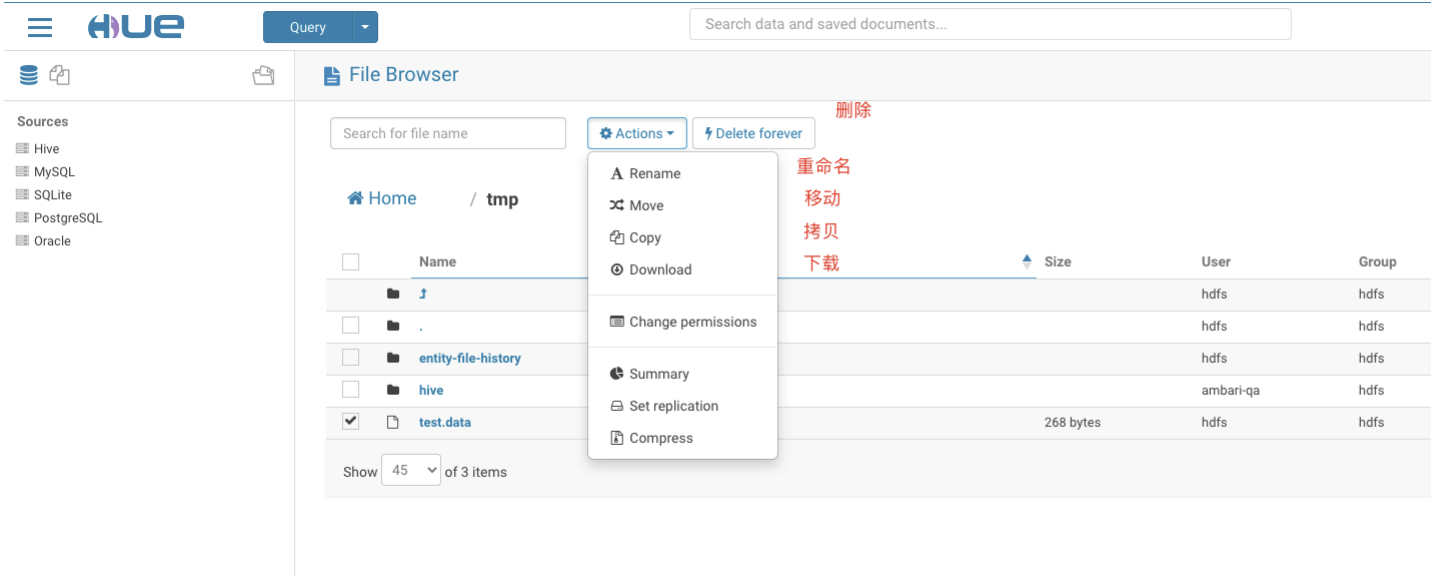 HUE
Query
Search data and saved documents...
File Browser
Sources
Hive
MySQL
SQLite
PostgreSQL
Oracle
删除
Search for file name
Actions
Delete forever
Rename 重命名
Move 移动
Copy 拷贝
Download 下载
Change permissions
Summary
Set replication
Compress
Home / tmp
Name Size User Group
hdfs hdfs
. hdfs hdfs
entity-file-history hdfs hdfs
hive ambari-qa hdfs
test.data 268 bytes hdfs hdfs
Show 45 of 3 items